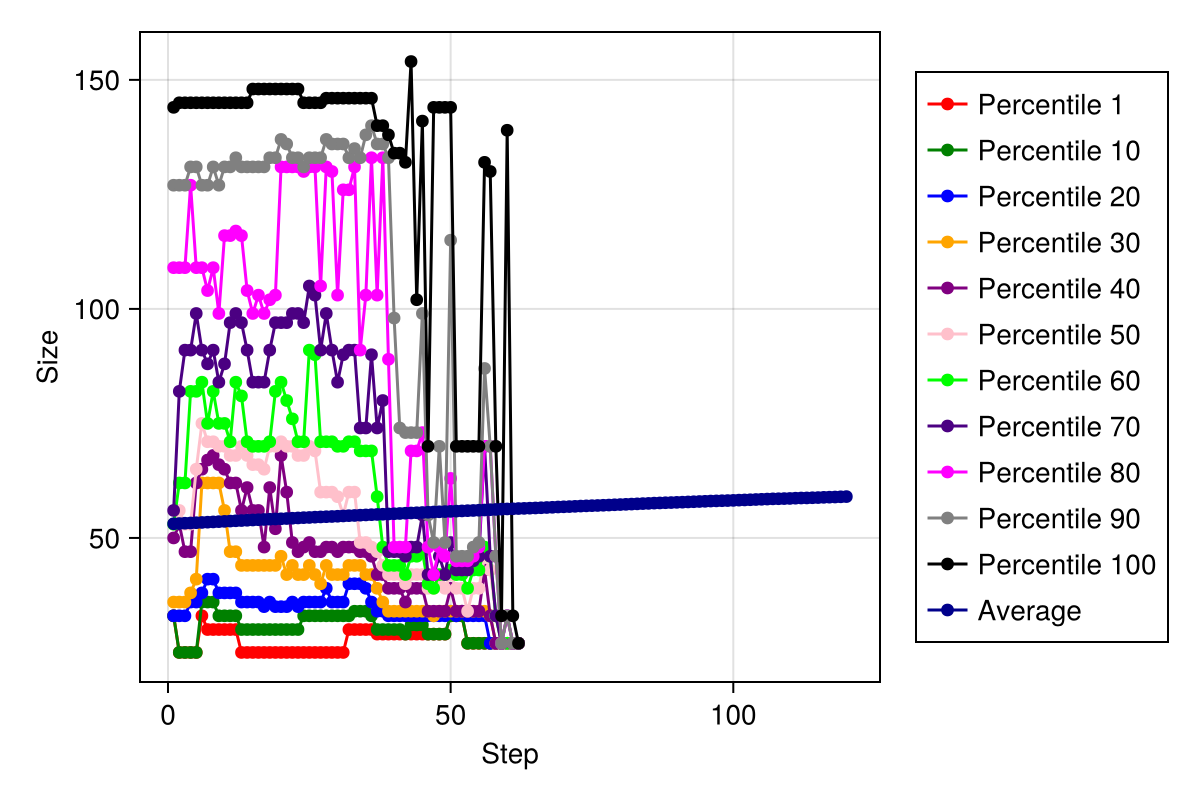 150
100
50
Size
0
50
100
Step
Percentile 1
Percentile 10
Percentile 20
Percentile 30
Percentile 40
Percentile 50
Percentile 60
Percentile 70
Percentile 80
Percentile 90
Percentile 100
Average